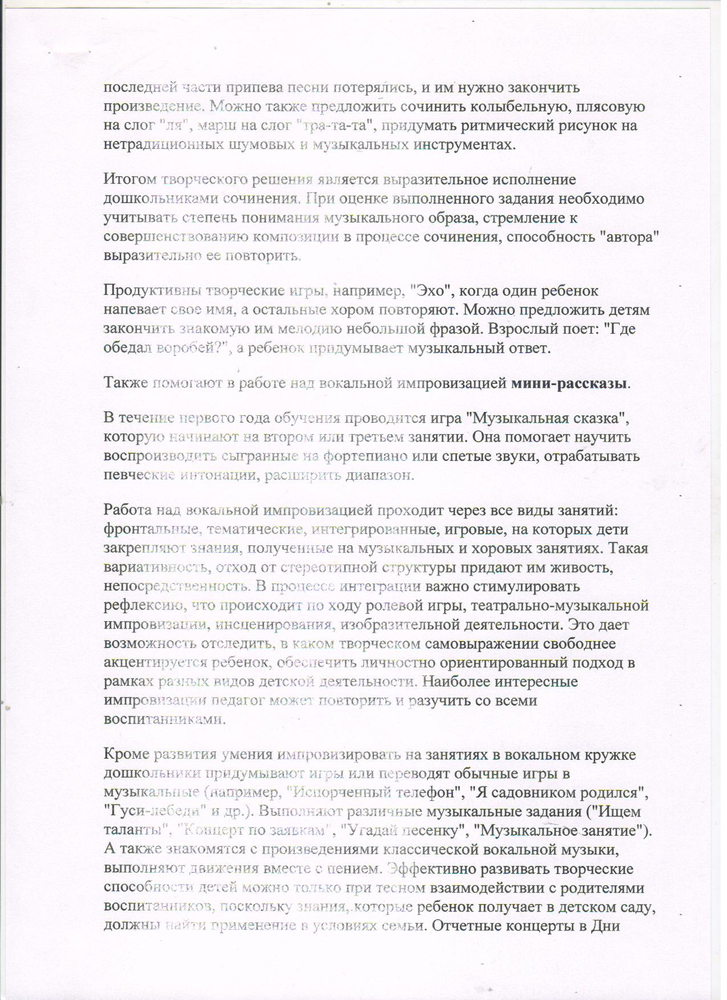 последней части припева песни потерялись, и им нужно закончить
произведение. Можно также предложить сочинить колыбельную, плясовую
на слог "ля", марш на слог "тра-та-та", придумать ритмический рисунок на
нетрадиционных шумовых и музыкальных инструментах.
Итогом творческого решения является выразительное исполнение
дошкольниками сочинения. При оценке выполненного задания необходимо
учитывать степень понимания музыкального образа, стремление к
совершенствованию композиции в процессе сочинения, способность "автора"
выразительно ее повторить.
Продуктивны творческие игры, например, "Эхо", когда один ребенок
напевает свое имя, а остальные хором повторяют. Можно предложить детям
закончить знакомую им мелодию небольшой фразой. Взрослый поет: "Где
обедал воробей?", а ребенок придумывает музыкальный ответ.
Также помогают в работе над вокальной импровизацией мини-рассказы.
В течение первого года обучения проводится игра "Музыкальная сказка",
которую начинают на втором или третьем занятии. Она помогает научить
воспроизводить сыгранные на фортепиано или спетые звуки, отрабатывать
певческие интонации, расширить диапазон.
Работа над вокальной импровизацией проходит через все виды занятий:
фронтальные, тематические, интегрированные, игровые, на которых дети
закрепляют знания, полученные на музыкальных и хоровых занятиях. Такая
вариативность, отход от стереотипной структуры придают им живость,
непосредственность. В процессе интеграции важно стимулировать
рефлексию, что происходит по ходу ролевой игры, театрально-музыкальной
импровизации, инсценирования, изобразительной деятельности. Это дает
возможность отследить, в каком творческом самовыражении свободнее
акцентируется ребенок, обеспечить личностно ориентированный подход в
рамках разных видов детской деятельности. Наиболее интересные
импровизации педагог может повторить и разучить со всеми
воспитанниками.
Кроме развития умения импровизировать на занятиях в вокальном кружке
дошкольники придумывают игры или переводят обычные игры в
музыкальные (например, "Испорченный телефон", "Я садовником родился",
"Гуси-лебеди" и др.). Выполняют различные музыкальные задания ("Ищем
таланты", "Концерт по заявкам", "Угадай песенку", "Музыкальное занятие").
А также знакомятся с произведениями классической вокальной музыки,
выполняют движения вместе с пением. Эффективно развивать творческие
способности детей можно только при тесном взаимодействии с родителями
воспитанников, поскольку знания, которые ребенок получает в детском саду,
должны найти применение в условиях семьи. Отчетные концерты в Дни